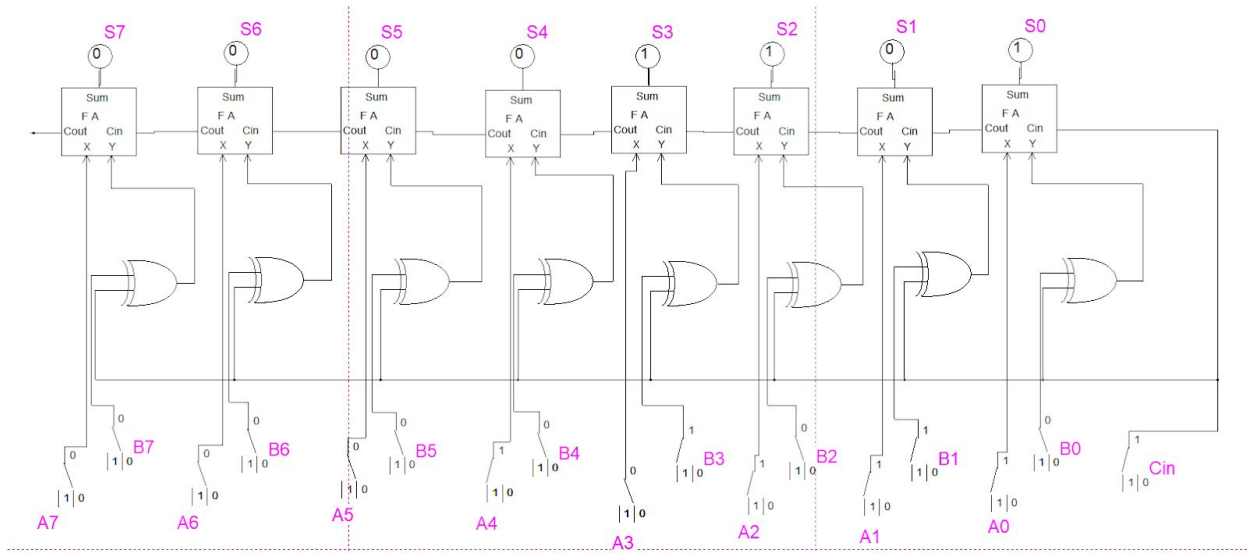 S7 S6 S5 S4 S3 S2 S1 S0
0 0 0 0 1 1 0 1
Sum Sum Sum Sum Sum Sum Sum Sum
F A F A F A F A F A F A F A F A
Cout Cin Cout Cin Cout Cin Cout Cin Cout Cin Cout Cin Cout Cin Cout Cin
X Y X Y X Y X Y X Y X Y X Y X Y
0 0 0 0 1 0 1 0 1
B7 B6 B5 B4 B3 B2 B1 B0 Cin
1 0 1 0 1 0 1 0 1 0 1 0 1 0 1 0 1 0
0 0 0 1 0 1 1 1
1 0 1 0 1 0 1 0 1 0 1 0 1 0 1 0
A7 A6 A5 A4 A3 A2 A1 A0